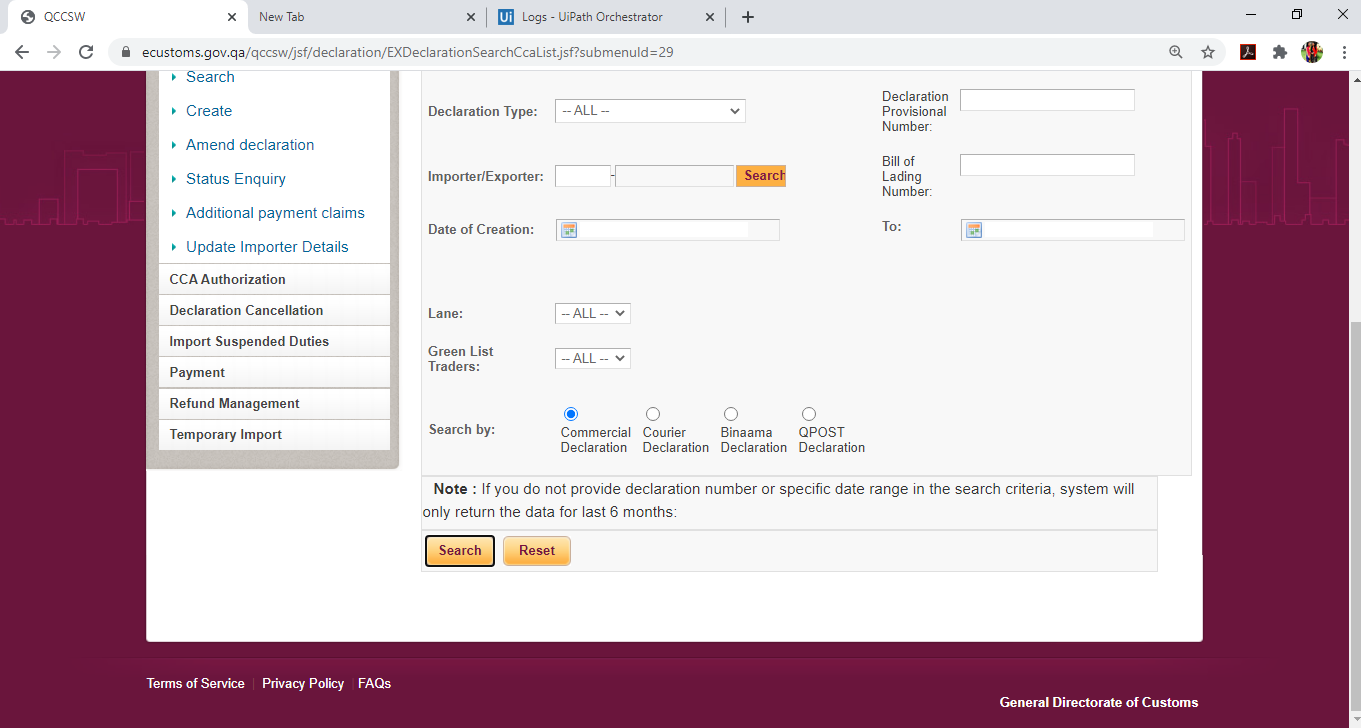 QCCSW
New Tab
Logs - UiPath Orchestrator
ecustoms.gov.qa/qccsw/jsf/declaration/EXDeclarationSearchCcaList.jsf?submenuId=29
Search
Create
Amend declaration
Status Enquiry
Additional payment claims
Update Importer Details
CCA Authorization
Declaration Cancellation
Import Suspended Duties
Payment
Refund Management
Temporary Import
Declaration Type:
-- ALL --
Declaration
Provisional
Number:
Importer/Exporter:
-
Search
Bill of
Lading
Number:
Date of Creation:
To:
Lane:
-- ALL --
Green List
Traders:
-- ALL --
Search by:
Commercial
Declaration
Courier
Declaration
Binaama
Declaration
QPOST
Declaration
Note : If you do not provide declaration number or specific date range in the search criteria, system will
only return the data for last 6 months:
Search
Reset
Terms of Service
Privacy Policy
FAQs
General Directorate of Customs